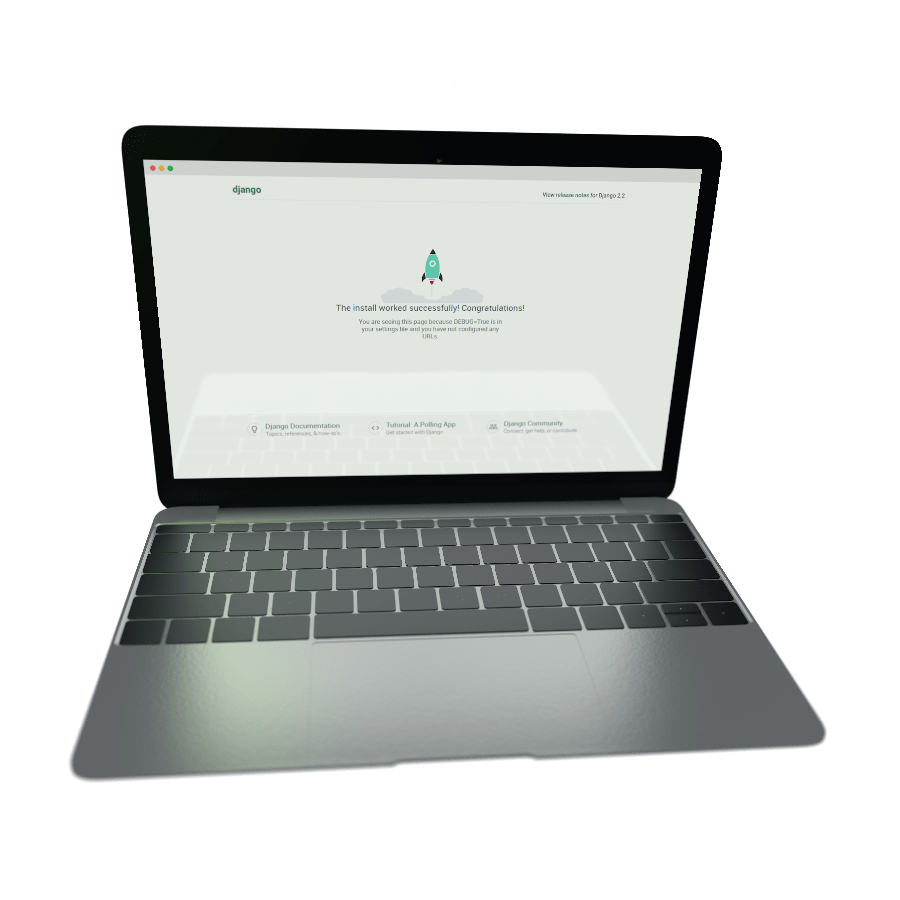 django
View release notes for Django 2.2
The install worked successfully! Congratulations!
You are seeing this page because DEBUG=True is in
your settings file and you have not configured any
URLs.
Django Documentation
Topics, references, & how-to's
Tutorial: A Polling App
Get started with Django
Django Community
Connect, get help, or contribute